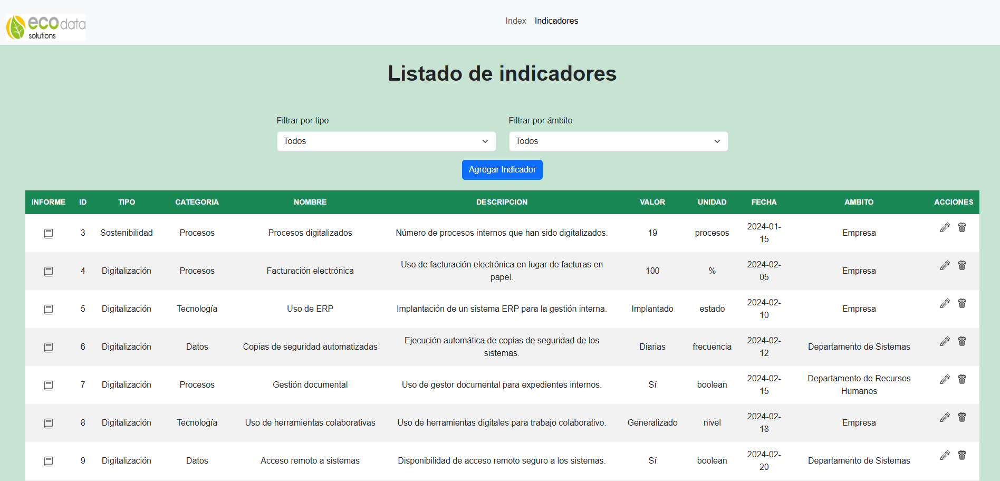 eco data
solutions
Index Indicadores
Listado de indicadores
Filtrar por tipo Filtrar por ámbito
Todos Todos
Agregar Indicador
INFORME ID TIPO CATEGORIA NOMBRE DESCRIPCION VALOR UNIDAD FECHA AMBITO ACCIONES
3 Sostenibilidad Procesos Procesos digitalizados Número de procesos internos que han sido digitalizados. 19 procesos 2024-01-
15 Empresa
4 Digitalización Procesos Facturación electrónica Uso de facturación electrónica en lugar de facturas en
papel. 100 % 2024-02-
05 Empresa
5 Digitalización Tecnología Uso de ERP Implantación de un sistema ERP para la gestión interna. Implantado estado 2024-02-
10 Empresa
6 Digitalización Datos Copias de seguridad automatizadas Ejecución automática de copias de seguridad de los
sistemas. Diarias frecuencia 2024-02-
12 Departamento de Sistemas
7 Digitalización Procesos Gestión documental Uso de gestor documental para expedientes internos. Sí boolean 2024-02-
15 Departamento de Recursos
Humanos
8 Digitalización Tecnología Uso de herramientas colaborativas Uso de herramientas digitales para trabajo colaborativo. Generalizado nivel 2024-02-
18 Empresa
9 Digitalización Datos Acceso remoto a sistemas Disponibilidad de acceso remoto seguro a los sistemas. Sí boolean 2024-02-
20 Departamento de Sistemas